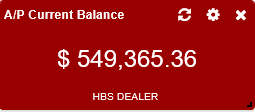 A/P Current Balance
$ 549,365.36
HBS DEALER